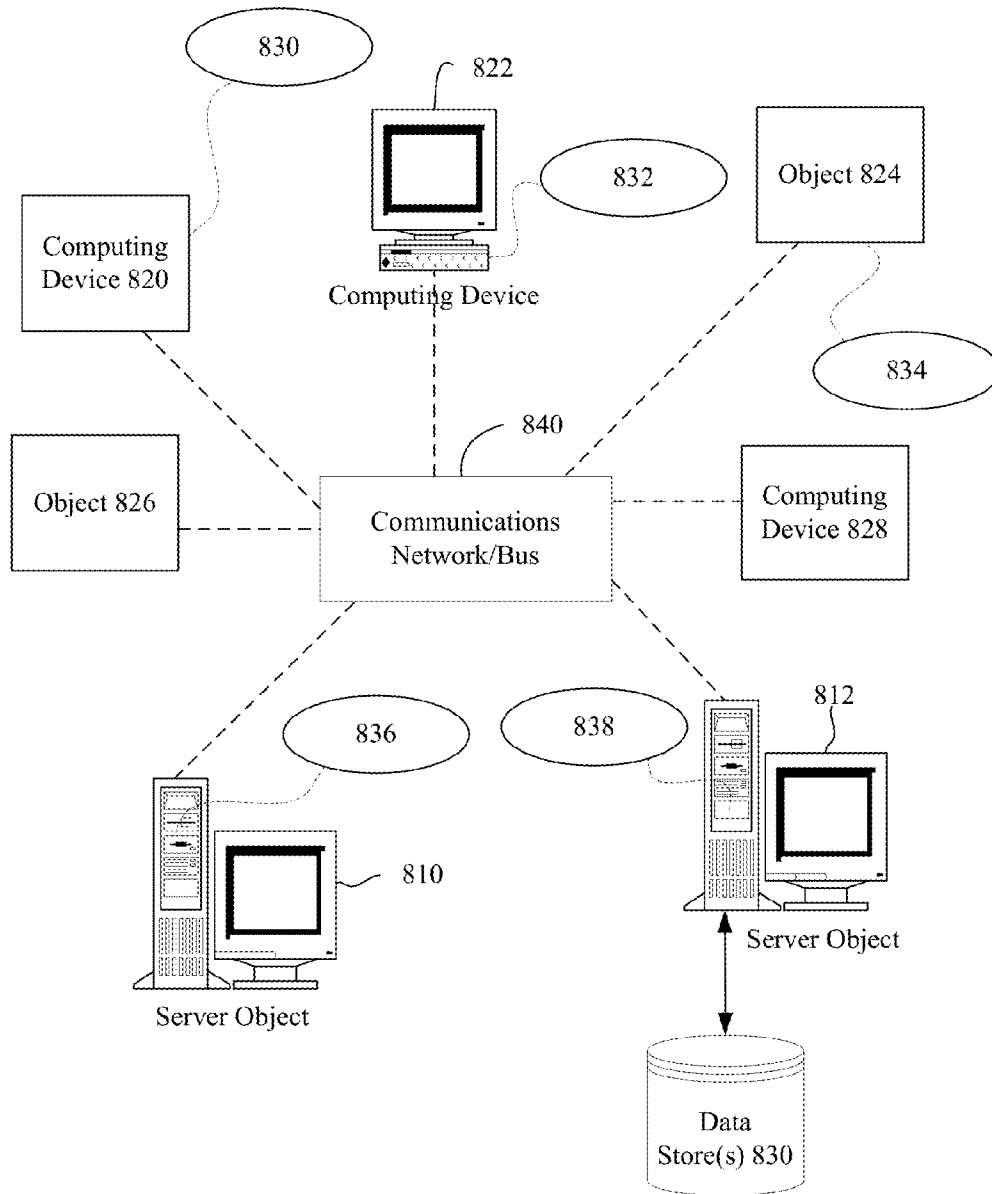 830
822
832
Object 824
Computing
Device 820
Computing Device
834
840
Object 826
Communications
Network/Bus
Computing
Device 828
836
838
812
810
Server Object
Server Object
Data
Store(s) 830